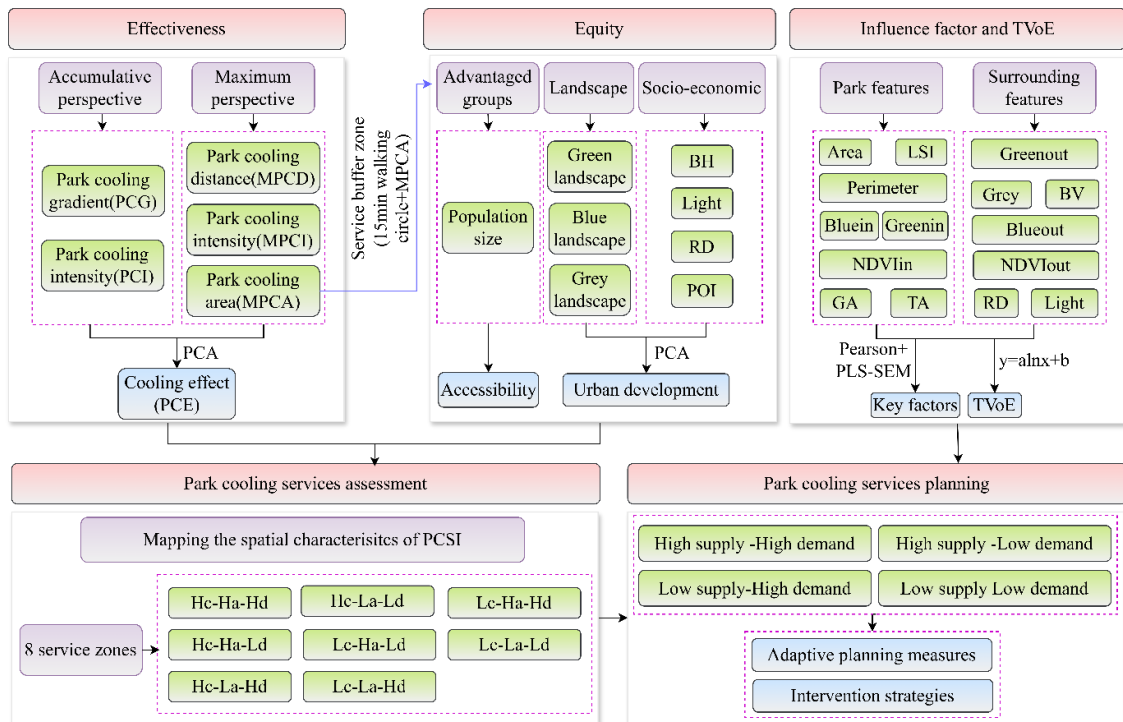 Effectiveness
Accumulative
perspective
Maximum
perspective
Park cooling
gradient(PCG)
Park cooling
intensity(PCI)
Park cooling
distance(MPCD)
Park cooling
intensity(MPCI)
Park cooling
area(MPCA)
PCA
Cooling effect
(PCE)
Service buffer zone
(15min walking
circlc+MPCA)
Equity
Advantaged
groups
Landscape
Socio-economic
Population
size
Green
landscape
Blue
landscape
Grey
landscape
BH
Light
RD
POI
PCA
Accessibility
Urban development
Influence factor and TVoE
Park features
Surrounding
features
Area
LSI
Perimeter
Bluein
Greenin
NDVIin
GA
TA
Greenout
Grey
BV
Blueout
NDVIout
RD
Light
Pearson+
PLS-SEM
y=alnx+b
Key factors
TVoE
Park cooling services assessment
Mapping the spatial characterisitcs of PCSI
8 service zones
Hc-Ha-Hd
Hc-La-Ld
Lc-Ha-Hd
Hc-Ha-Ld
Lc-Ha-Ld
Lc-La-Ld
Hc-La-Hd
Lc-La-Hd
Park cooling services planning
High supply -High demand
High supply -Low demand
Low supply-High demand
Low supply Low demand
Adaptive planning measures
Intervention strategies